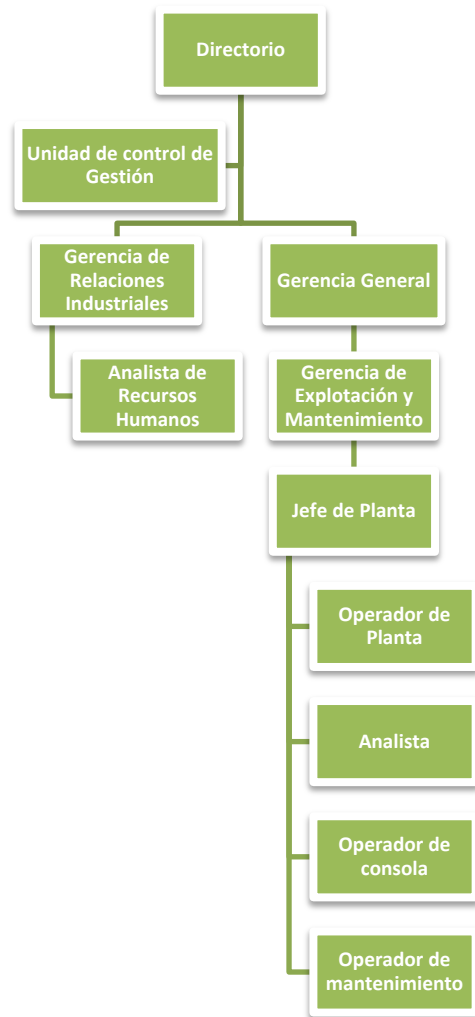 Directorio
Unidad de control de
Gestión
Gerencia de
Relaciones
Industriales
Gerencia General
Analista de
Recursos
Humanos
Gerencia de
Explotación y
Mantenimiento
Jefe de Planta
Operador de
Planta
Analista
Operador de
consola
Operador de
mantenimiento